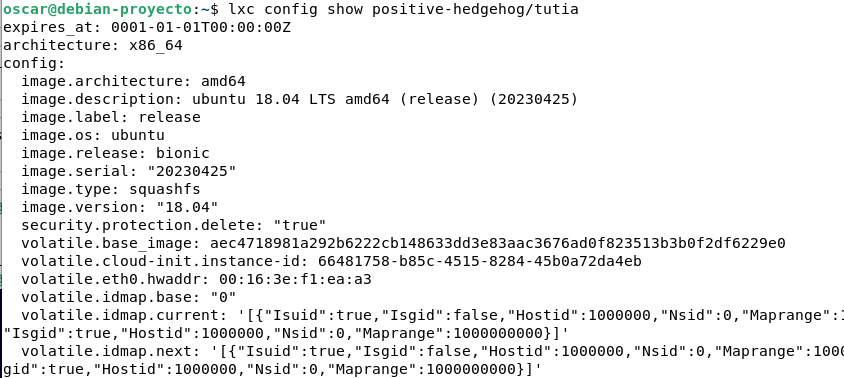 oscar@debian-proyecto:~$ lxc config show positive-hedgehog/tutia
expires_at: 0001-01-01T00:00:00Z
architecture: x86_64
config:
  image.architecture: amd64
  image.description: ubuntu 18.04 LTS amd64 (release) (20230425)
  image.label: release
  image.os: ubuntu
  image.release: bionic
  image.serial: "20230425"
  image.type: squashfs
  image.version: "18.04"
  security.protection.delete: "true"
  volatile.base_image: aec4718981a292b6222cb148633dd3e83aac3676ad0f823513b3b0f2df6229e0
  volatile.cloud-init.instance-id: 66481758-b85c-4515-8284-45b0a72da4eb
  volatile.eth0.hwaddr: 00:16:3e:f1:ea:a3
  volatile.idmap.base: "0"
  volatile.idmap.current: '[{"Isuid":true,"Isgid":false,"Hostid":1000000,"Nsid":0,"Maprange":1
"Isgid":true,"Hostid":1000000,"Nsid":0,"Maprange":1000000000}]'
  volatile.idmap.next: '[{"Isuid":true,"Isgid":false,"Hostid":1000000,"Nsid":0,"Maprange":1000
gid":true,"Hostid":1000000,"Nsid":0,"Maprange":1000000000}]'